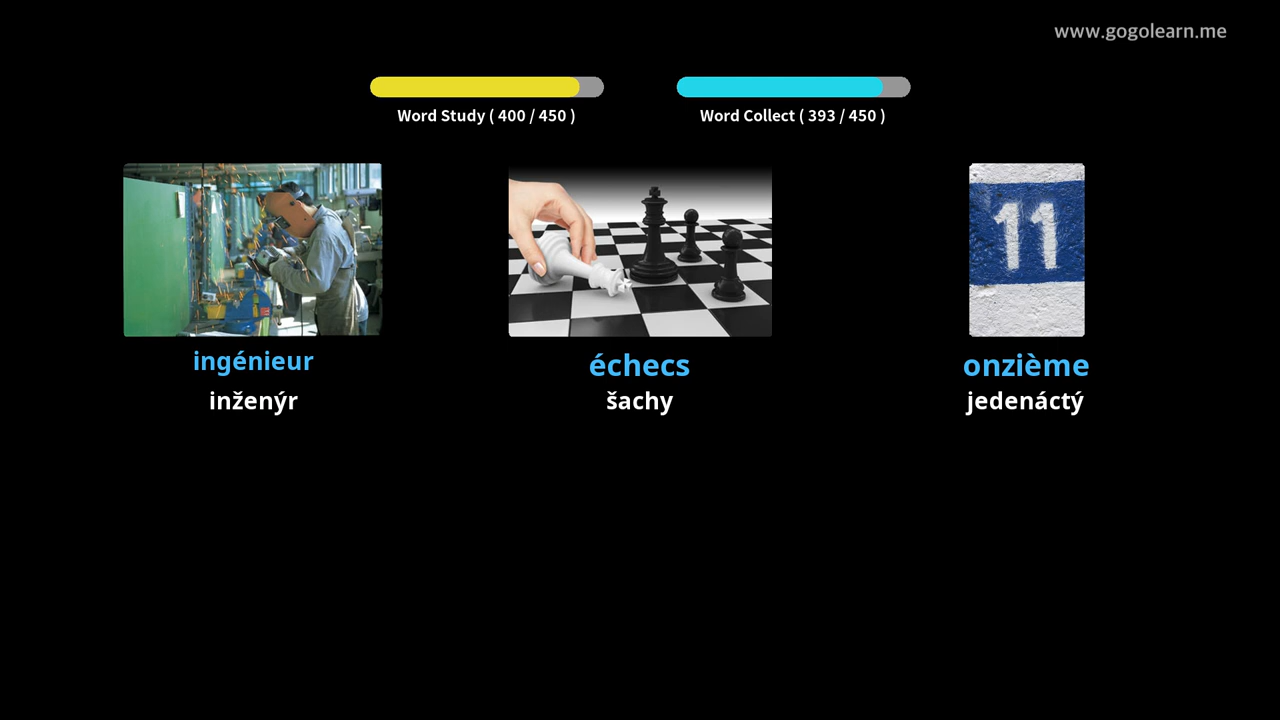 www.gogolearn.me
Word Study ( 400 / 450 )
Word Collect ( 393 / 450 )
11
ingénieur
échecs
onzième
inženýr
šachy
jedenáctý